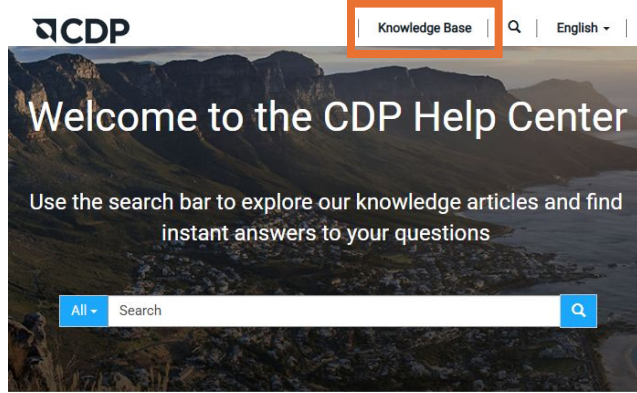 CDP
Knowledge Base
English
Welcome to the CDP Help Center
Use the search bar to explore our knowledge articles and find
instant answers to your questions
All
Search